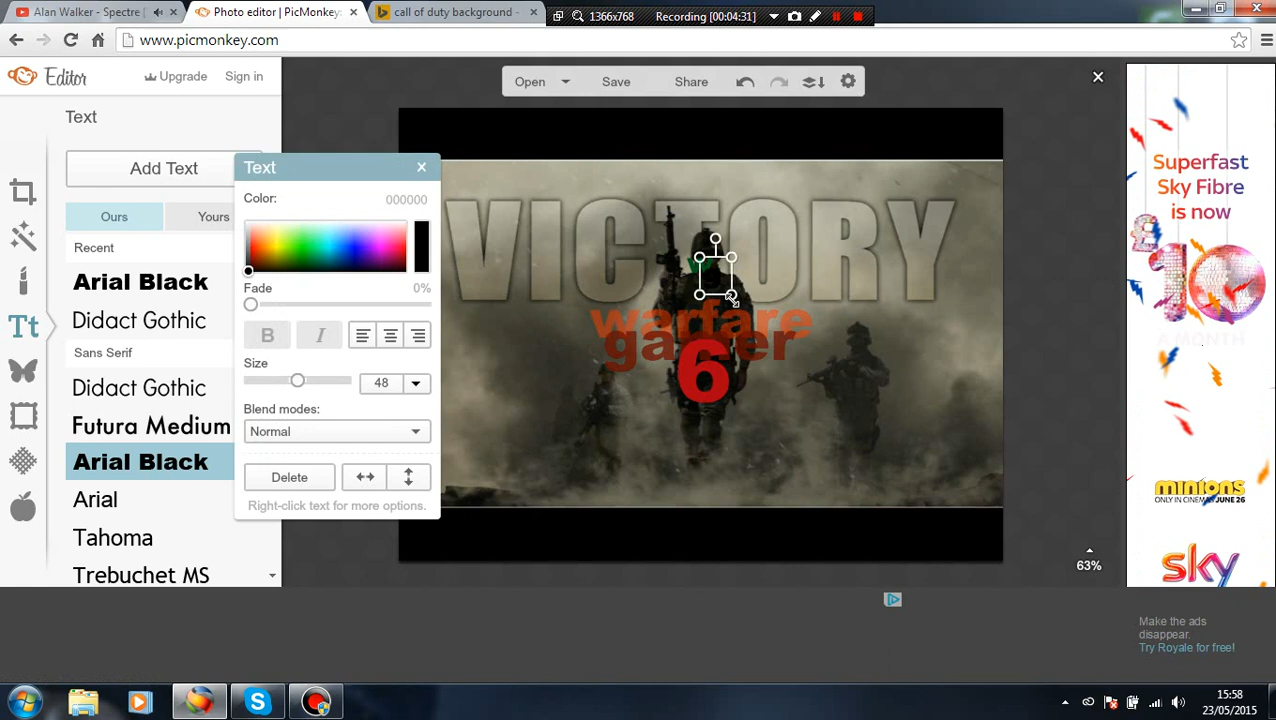 Alan Walker - Spectre [
Photo editor | PicMonkey:
call of duty background -
1366x768
Recording [00:04:31]
www.picmonkey.com
Editor
Upgrade
Sign in
Open
Save
Share
Text
Add Text
Ours
Yours
Recent
Arial Black
Didact Gothic
Sans Serif
Didact Gothic
Futura Medium
Arial Black
Arial
Tahoma
Trebuchet MS
Tt
Text
Color:
000000
Fade
0%
B
I
Size
48
Blend modes:
Normal
Delete
Right-click text for more options.
VICTORY
warfare
gamer
6
63%
Superfast
Sky Fibre
is now
£10
A MONTH
minions
ONLY IN CINEMAS JUNE 26
sky
Make the ads
disappear.
Try Royale for free!
15:58
23/05/2015